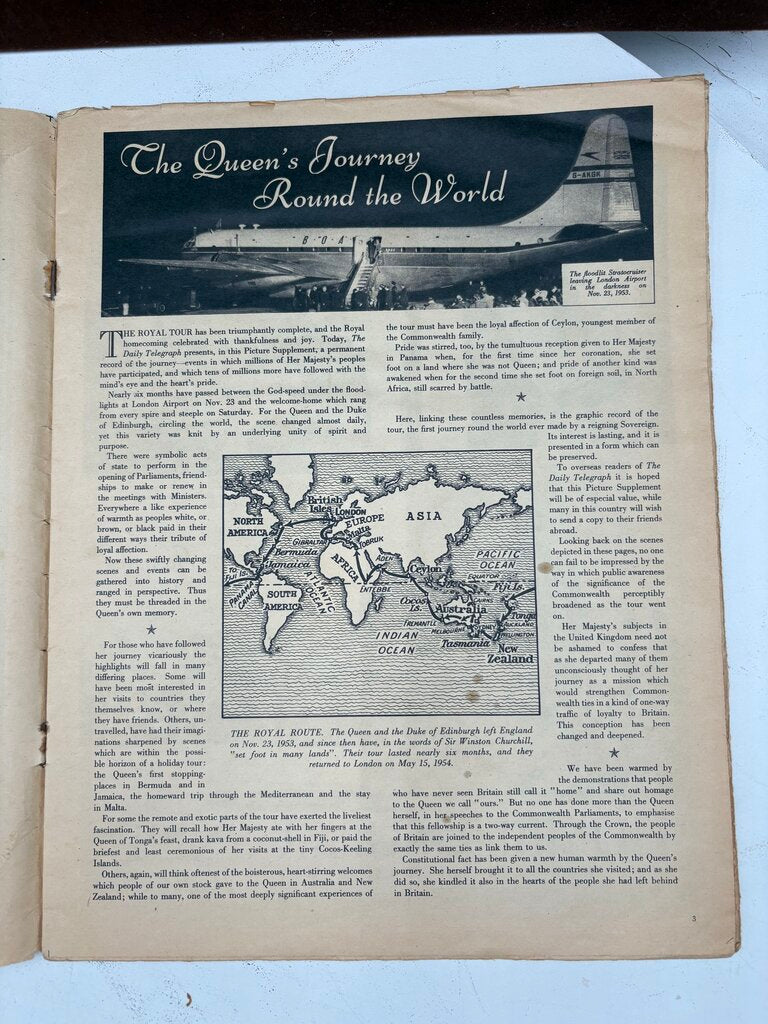 The Queen's Journey
Round the World
G-AKGK
B·O·A
The floodlit Stratocruiser
leaving London Airport
in the darkness on
Nov. 23, 1953.
THE ROYAL TOUR has been triumphantly complete, and the Royal
homecoming celebrated with thankfulness and joy. Today, The
Daily Telegraph presents, in this Picture Supplement, a permanent
record of the journey—events in which millions of Her Majesty's peoples
have participated, and which tens of millions more have followed with the
mind's eye and the heart's pride.
Nearly six months have passed between the God-speed under the flood-
lights at London Airport on Nov. 23 and the welcome-home which rang
from every spire and steeple on Saturday. For the Queen and the Duke
of Edinburgh, circling the world, the scene changed almost daily,
yet this variety was knit by an underlying unity of spirit and
purpose.
There were symbolic acts
of state to perform in the
opening of Parliaments, friend-
ships to make or renew in
the meetings with Ministers.
Everywhere a like experience
of warmth as peoples white, or
brown, or black paid in their
different ways their tribute of
loyal affection.
Now these swiftly changing
scenes and events can be
gathered into history and
ranged in perspective. Thus
they must be threaded in the
Queen's own memory.
★
For those who have followed
her journey vicariously the
highlights will fall in many
differing places. Some will
have been most interested in
her visits to countries they
themselves know, or where
they have friends. Others, un-
travelled, have had their imagi-
nations sharpened by scenes
which are within the possi-
ble horizon of a holiday tour:
the Queen's first stopping-
places in Bermuda and in
Jamaica, the homeward trip through the Mediterranean and the stay
in Malta.
For some the remote and exotic parts of the tour have exerted the liveliest
fascination. They will recall how Her Majesty ate with her fingers at the
Queen of Tonga's feast, drank kava from a coconut-shell in Fiji, or paid the
briefest and least ceremonious of her visits at the tiny Cocos-Keeling
Islands.
Others, again, will think oftenest of the boisterous, heart-stirring welcomes
which people of our own stock gave to the Queen in Australia and New
Zealand; while to many, one of the most deeply significant experiences of
the tour must have been the loyal affection of Ceylon, youngest member of
the Commonwealth family.
Pride was stirred, too, by the tumultuous reception given to Her Majesty
in Panama when, for the first time since her coronation, she set
foot on a land where she was not Queen; and pride of another kind was
awakened when for the second time she set foot on foreign soil, in North
Africa, still scarred by battle.
★
Here, linking these countless memories, is the graphic record of the
tour, the first journey round the world ever made by a reigning Sovereign.
Its interest is lasting, and it is
presented in a form which can
be preserved.
To overseas readers of The
Daily Telegraph it is hoped
that this Picture Supplement
will be of especial value, while
many in this country will wish
to send a copy to their friends
abroad.
Looking back on the scenes
depicted in these pages, no one
can fail to be impressed by the
way in which public awareness
of the significance of the
Commonwealth perceptibly
broadened as the tour went
on.
Her Majesty's subjects in
the United Kingdom need not
be ashamed to confess that
as she departed many of them
unconsciously thought of her
journey as a mission which
would strengthen Common-
wealth ties in a kind of one-way
traffic of loyalty to Britain.
This conception has been
changed and deepened.
★
We have been warmed by
the demonstrations that people
who have never seen Britain still call it "home" and share out homage
to the Queen we call "ours." But no one has done more than the Queen
herself, in her speeches to the Commonwealth Parliaments, to emphasise
that this fellowship is a two-way current. Through the Crown, the people
of Britain are joined to the independent peoples of the Commonwealth by
exactly the same ties as link them to us.
Constitutional fact has been given a new human warmth by the Queen's
journey. She herself brought it to all the countries she visited; and as she
did so, she kindled it also in the hearts of the people she had left behind
in Britain.
NORTH
AMERICA
British
Isles
LONDON
EUROPE
ASIA
Malta
GIBRALTAR
TOBRUK
Bermuda
Jamaica
AFRICA
ADEN
Ceylon
PACIFIC
OCEAN
TO
FIJI IS.
PANAMA
CANAL
ATLANTIC
OCEAN
ENTEBBE
EQUATOR
Fiji Is.
SOUTH
AMERICA
Cocos
Is.
CAIRNS
Australia
Tonga
FREMANTLE
SYDNEY
AUCKLAND
MELBOURNE
WELLINGTON
INDIAN
OCEAN
Tasmania
New
Zealand
THE ROYAL ROUTE. The Queen and the Duke of Edinburgh left England
on Nov. 23, 1953, and since then have, in the words of Sir Winston Churchill,
"set foot in many lands". Their tour lasted nearly six months, and they
returned to London on May 15, 1954.
3